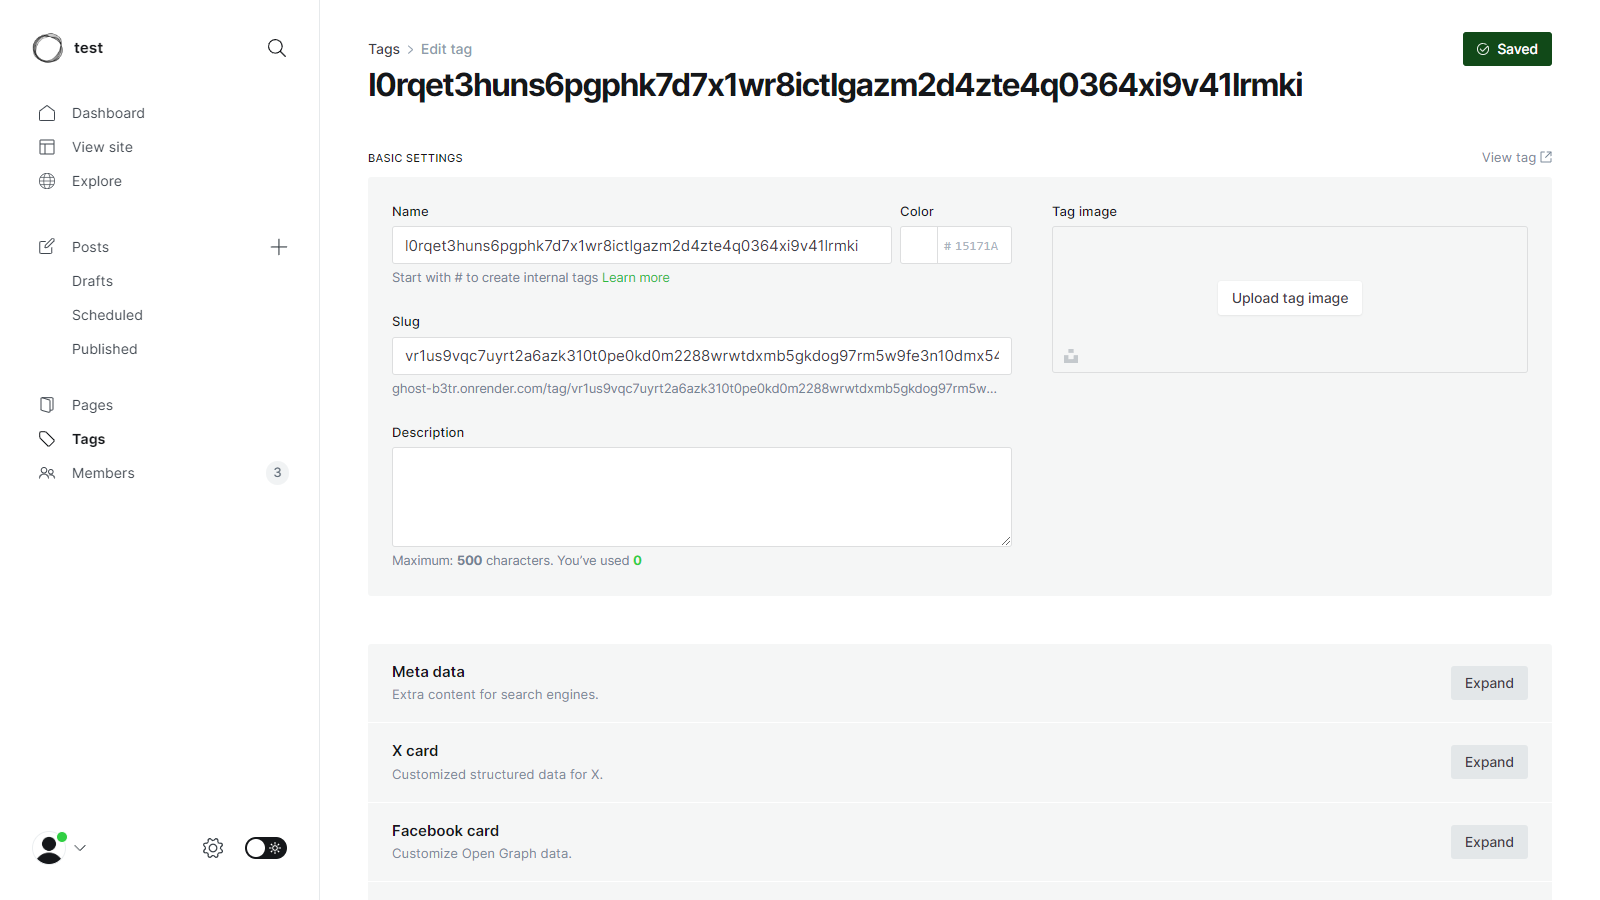 test
Dashboard
View site
Explore
Posts
Drafts
Scheduled
Published
Pages
Tags
Members
3
Tags
Edit tag
Saved
l0rqet3huns6pgphk7d7x1wr8ictlgazm2d4zte4q0364xi9v41lrmki
BASIC SETTINGS
View tag
Name
l0rqet3huns6pgphk7d7x1wr8ictlgazm2d4zte4q0364xi9v41lrmki
Color
# 15171A
Start with # to create internal tags Learn more
Slug
vr1us9vqc7uyrt2a6azk310t0pe0kd0m2288wrwtdxmb5gkdog97rm5w9fe3n10dmx54
ghost-b3tr.onrender.com/tag/vr1us9vqc7uyrt2a6azk310t0pe0kd0m2288wrwtdxmb5gkdog97rm5w...
Description
Maximum: 500 characters. You’ve used 0
Tag image
Upload tag image
Meta data
Extra content for search engines.
Expand
X card
Customized structured data for X.
Expand
Facebook card
Customize Open Graph data.
Expand